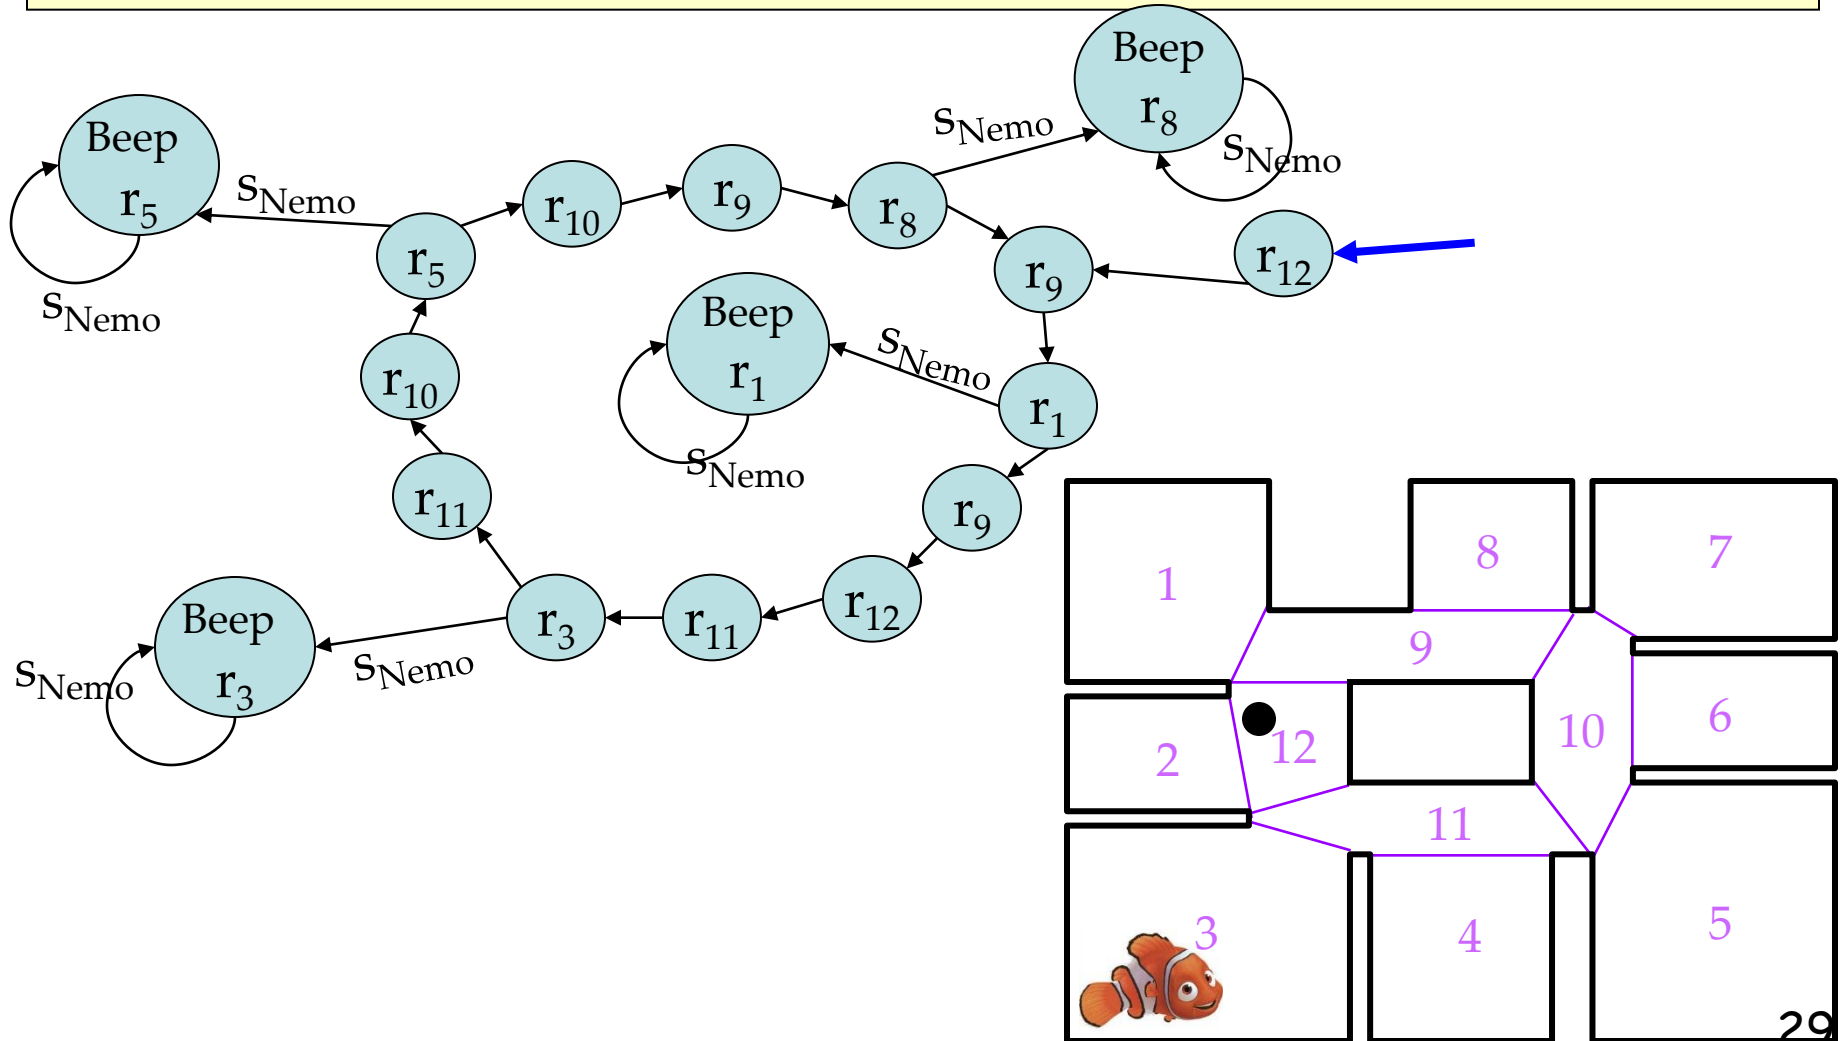 Beep
r8
sNemo
sNemo
Beep
r5
sNemo
sNemo
r10
r9
r8
r5
r9
r12
Beep
r1
sNemo
sNemo
r10
r1
r11
r9
r12
r11
r3
Beep
r3
sNemo
sNemo
1
8
7
9
2
12
10
6
11
3
4
5
29